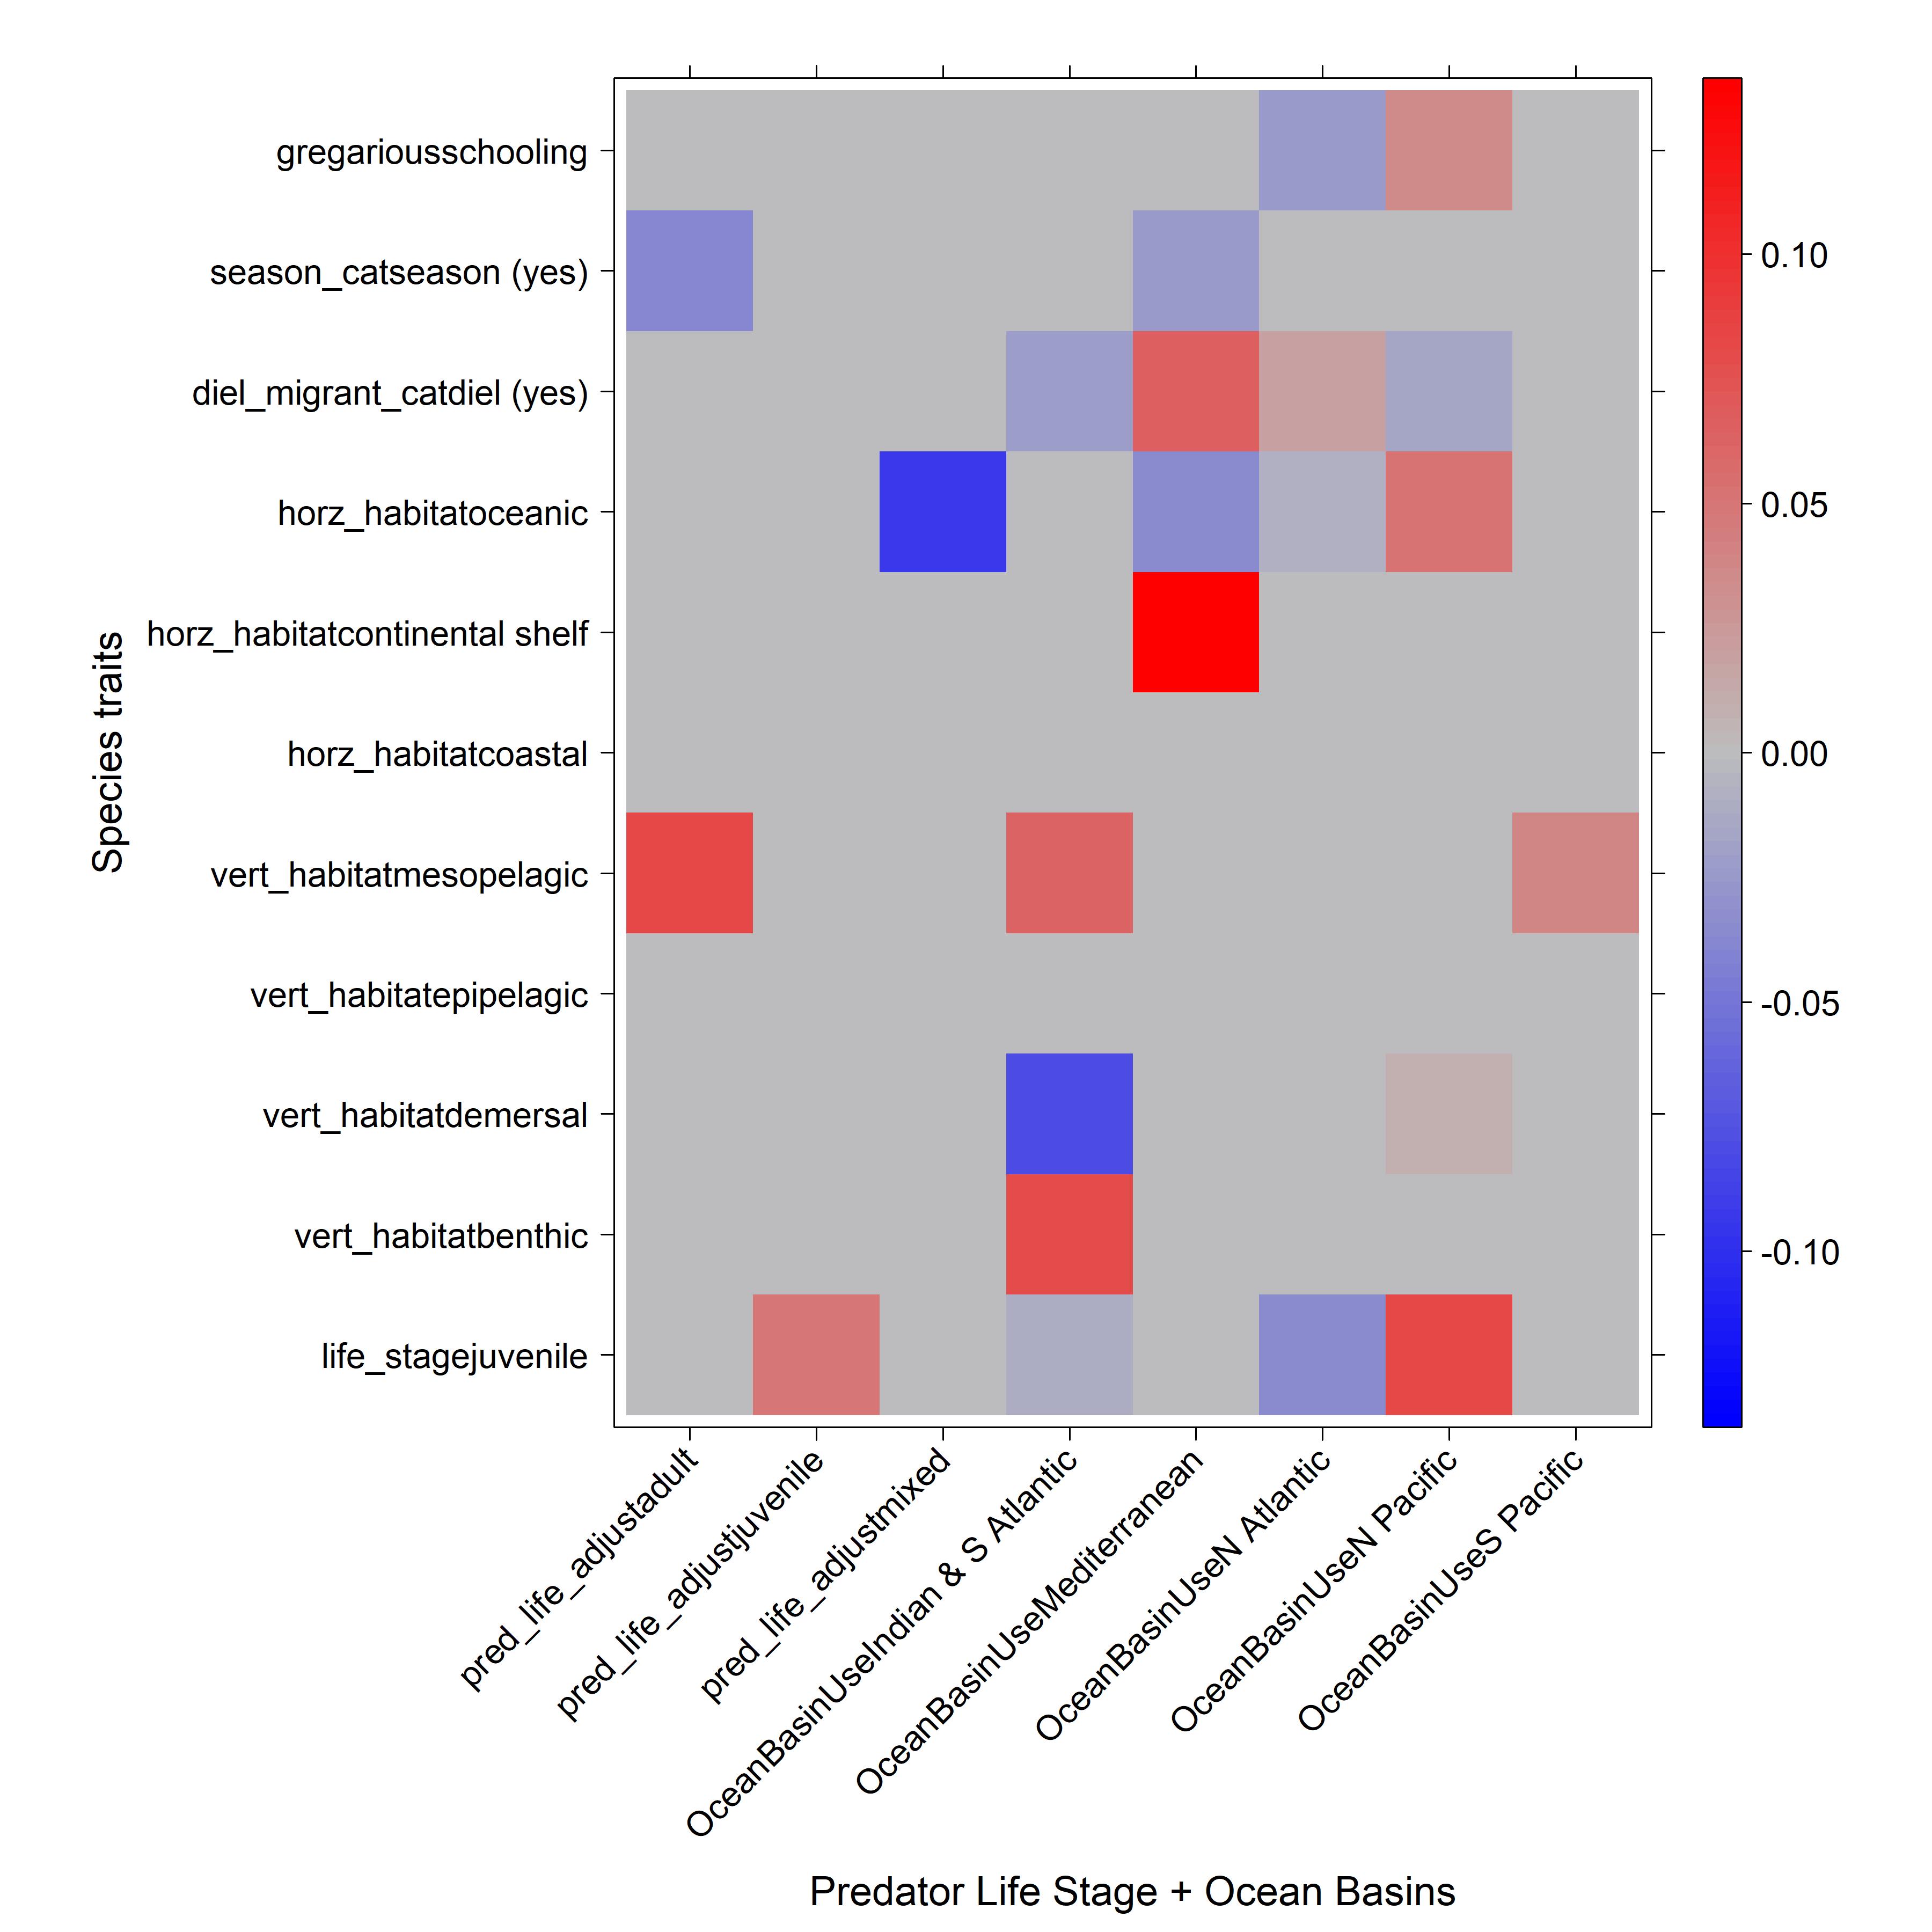 gregariousschooling
season_catseason (yes)
diel_migrant_catdiel (yes)
horz_habitatoceanic
horz_habitatcontinental shelf
horz_habitatcoastal
vert_habitatmesopelagic
vert_habitatepipelagic
vert_habitatdemersal
vert_habitatbenthic
life_stagejuvenile
Species traits
pred_life_adjustadult
pred_life_adjustjuvenile
pred_life_adjustmixed
OceanBasinUseIndian & S Atlantic
OceanBasinUseMediterranean
OceanBasinUseN Atlantic
OceanBasinUseN Pacific
OceanBasinUseS Pacific
Predator Life Stage + Ocean Basins
0.10
0.05
0.00
-0.05
-0.10